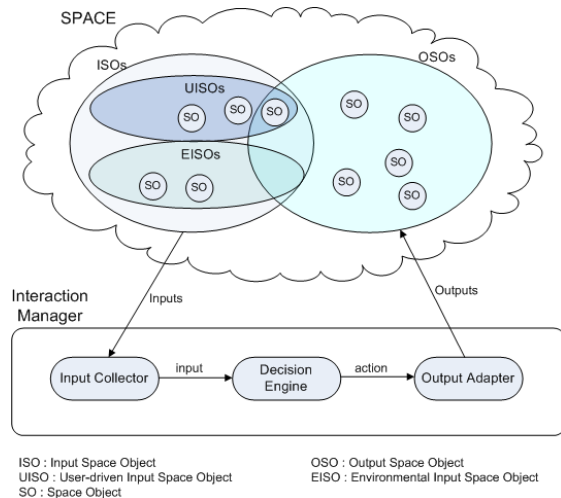 SPACE
ISOs
OSOs
UISOs
SO
SO
SO
EISOs
SO
SO
SO
SO
SO
SO
SO
Inputs
Outputs
Interaction
Manager
Input Collector
input
Decision
Engine
action
Output Adapter
ISO : Input Space Object
UISO : User-driven Input Space Object
SO : Space Object
OSO : Output Space Object
EISO : Environmental Input Space Object